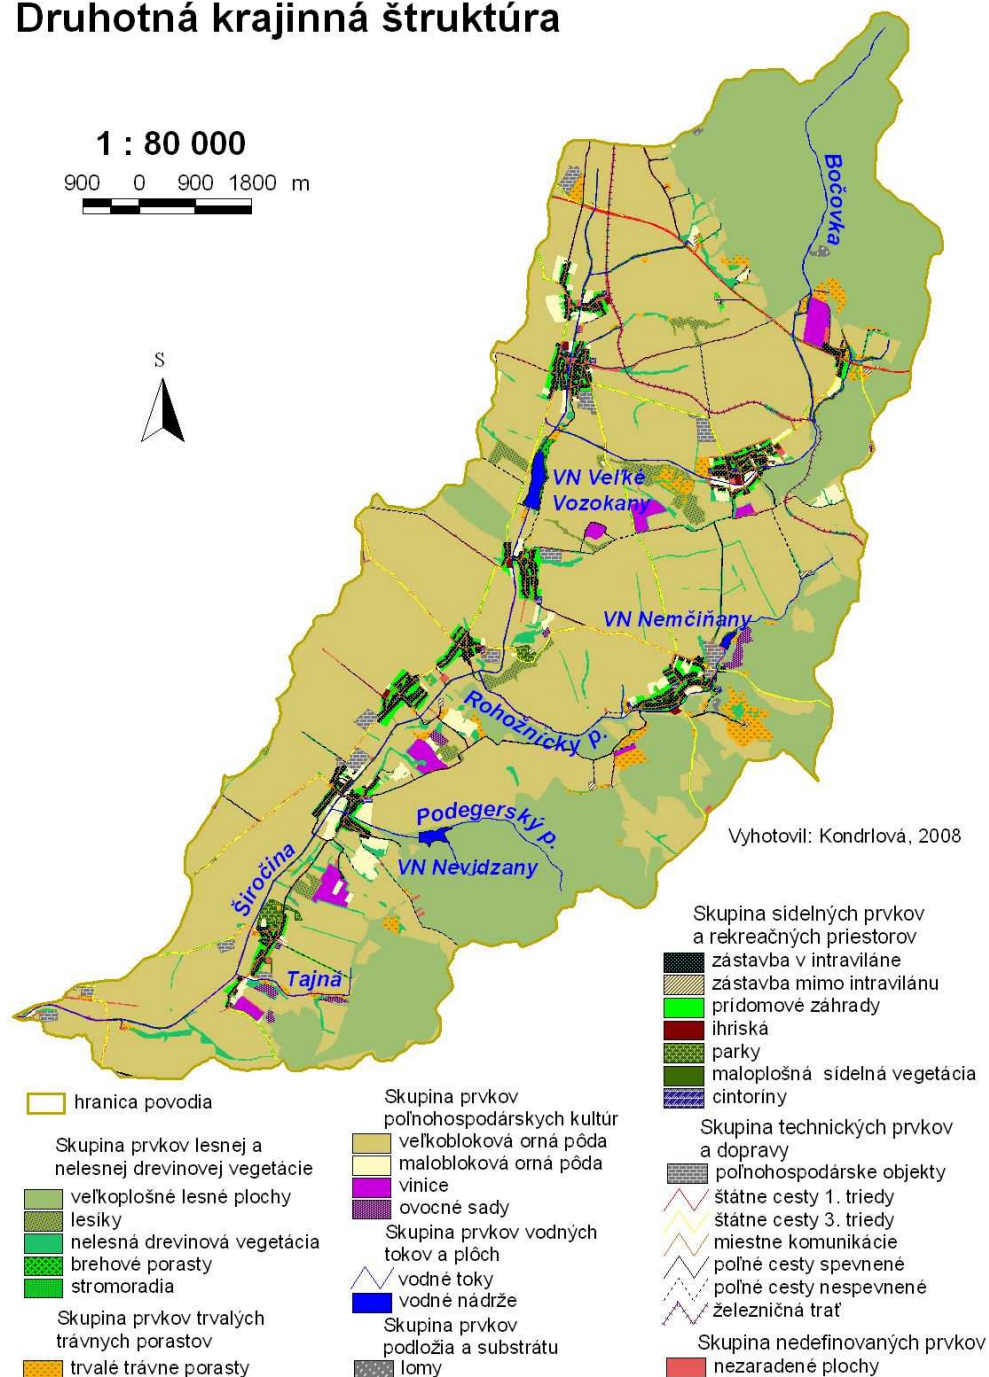 Druhotná krajinná štruktúra
1 : 80 000
900 0 900 1800 m
S
Bočovka
VN Veľké
Vozokany
VN Nemčiňany
Rohožnícky p.
Podegerský p.
VN Nevidzany
Širočina
Tajná
Vyhotovil: Kondrlová, 2008
hranica povodia
Skupina prvkov lesnej a
nelesnej drevinovej vegetácie
veľkoplošné lesné plochy
lesíky
nelesná drevinová vegetácia
brehové porasty
stromoradia
Skupina prvkov trvalých
trávnych porastov
trvalé trávne porasty
Skupina prvkov
poľnohospodárskych kultúr
veľkobloková orná pôda
malobloková orná pôda
vinice
ovocné sady
Skupina prvkov vodných
tokov a plôch
vodné toky
vodné nádrže
Skupina prvkov
podložia a substrátu
lomy
Skupina sídelných prvkov
a rekreačných priestorov
zástavba v intraviláne
zástavba mimo intravilánu
prídomové záhrady
ihriská
parky
maloplošná sídelná vegetácia
cintoríny
Skupina technických prvkov
a dopravy
poľnohospodárske objekty
štátne cesty 1. triedy
štátne cesty 3. triedy
miestne komunikácie
poľné cesty spevnené
poľné cesty nespevnené
železničná trať
Skupina nedefinovaných prvkov
nezaradené plochy